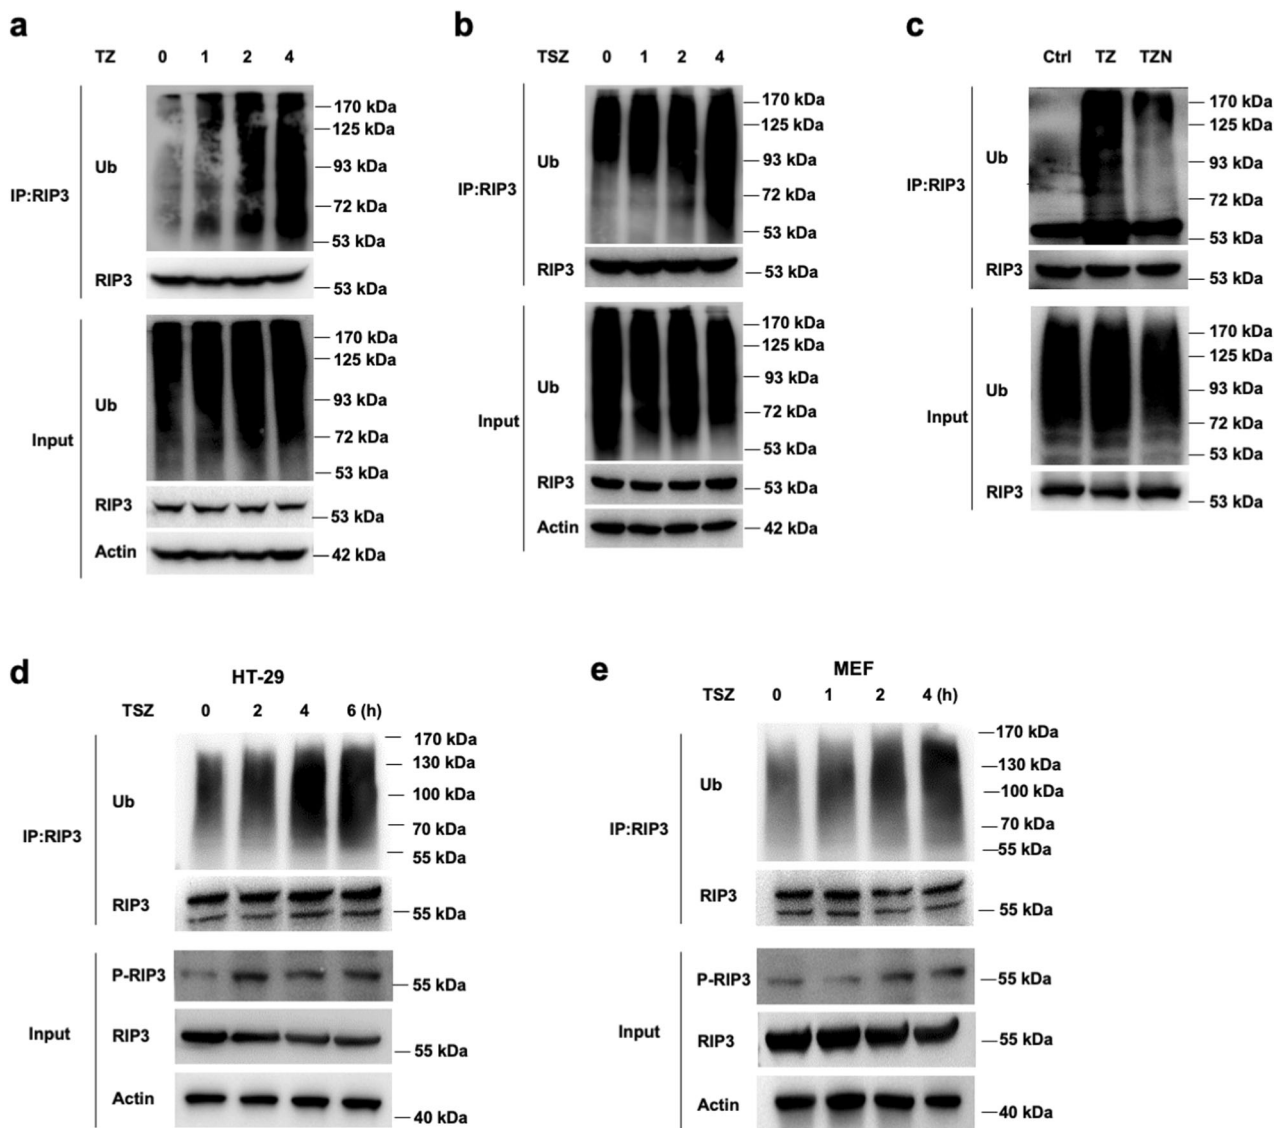 a
TZ 0 1 2 4
IP:RIP3
Ub
170 kDa
125 kDa
93 kDa
72 kDa
53 kDa
RIP3
53 kDa
Input
Ub
170 kDa
125 kDa
93 kDa
72 kDa
53 kDa
RIP3
53 kDa
Actin
42 kDa
b
TSZ 0 1 2 4
IP:RIP3
Ub
170 kDa
125 kDa
93 kDa
72 kDa
53 kDa
RIP3
53 kDa
Input
Ub
170 kDa
125 kDa
93 kDa
72 kDa
53 kDa
RIP3
53 kDa
Actin
42 kDa
c
Ctrl TZ TZN
IP:RIP3
Ub
170 kDa
125 kDa
93 kDa
72 kDa
53 kDa
RIP3
53 kDa
Input
Ub
170 kDa
125 kDa
93 kDa
72 kDa
53 kDa
RIP3
53 kDa
d
HT-29
TSZ 0 2 4 6 (h)
IP:RIP3
Ub
170 kDa
130 kDa
100 kDa
70 kDa
55 kDa
RIP3
55 kDa
Input
P-RIP3
55 kDa
RIP3
55 kDa
Actin
40 kDa
e
MEF
TSZ 0 1 2 4 (h)
IP:RIP3
Ub
170 kDa
130 kDa
100 kDa
70 kDa
55 kDa
RIP3
55 kDa
Input
P-RIP3
55 kDa
RIP3
55 kDa
Actin
40 kDa